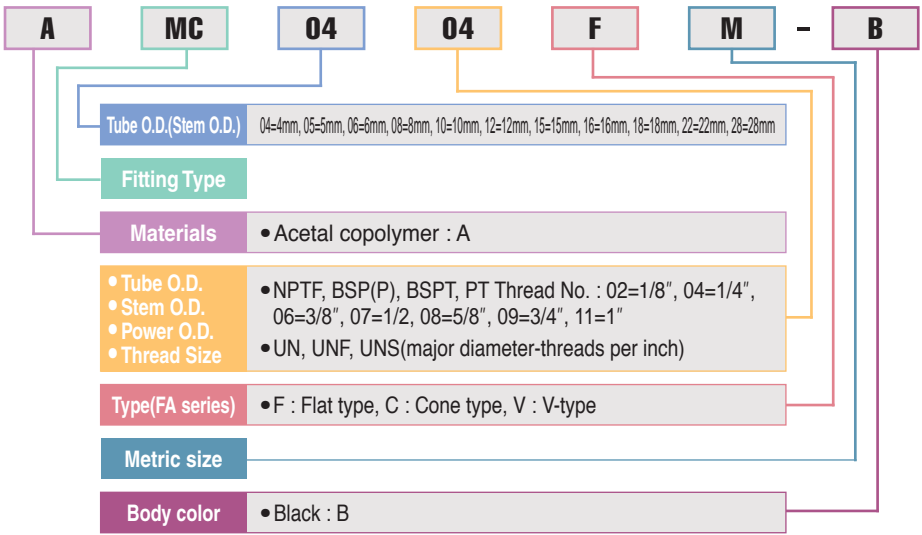 A MC 04 04 F M - B
Tube O.D.(Stem O.D.) 04=4mm, 05=5mm, 06=6mm, 08=8mm, 10=10mm, 12=12mm, 15=15mm, 16=16mm, 18=18mm, 22=22mm, 28=28mm
Fitting Type
Materials •Acetal copolymer : A
•Tube O.D.
•Stem O.D.
•Power O.D.
•Thread Size
•NPTF, BSP(P), BSPT, PT Thread No. : 02=1/8″, 04=1/4″,
06=3/8″, 07=1/2, 08=5/8″, 09=3/4″, 11=1″
•UN, UNF, UNS(major diameter-threads per inch)
Type(FA series) •F : Flat type, C : Cone type, V : V-type
Metric size
Body color •Black : B